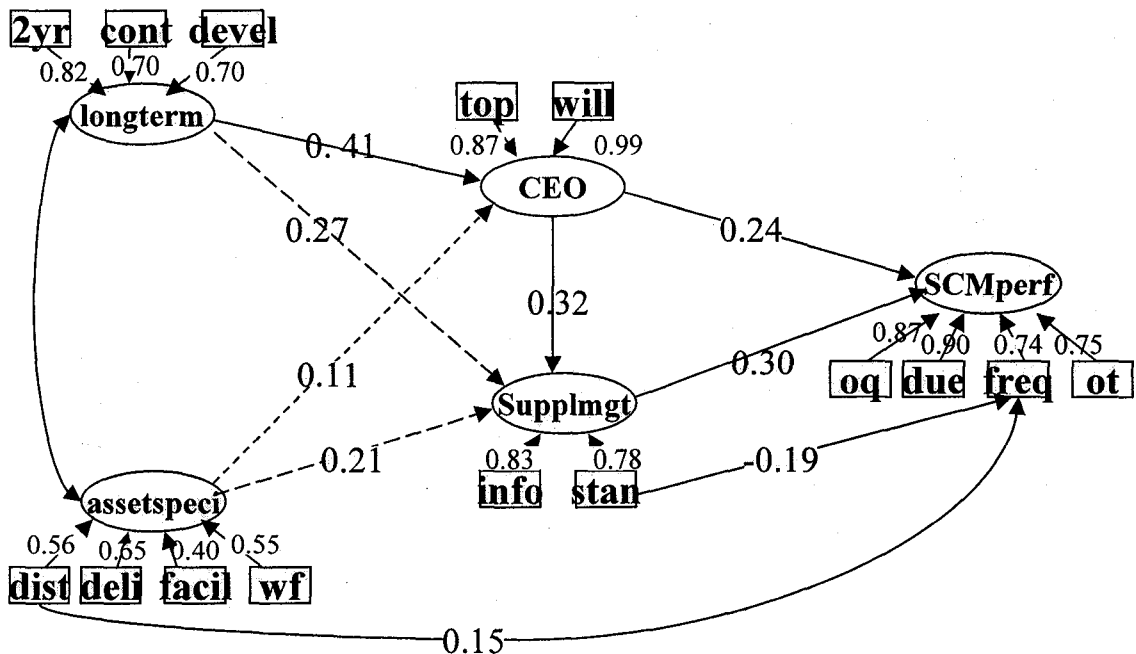 2yr cont devel
0.82 0.70 0.70
longterm
top will
0.87 0.99
0.41
CEO
0.27
0.24
SCMperf
0.32
0.87 0.90 0.74 0.75
0.30
oq due freq ot
0.11
Supplmgt
0.21
0.83 0.78
-0.19
info stan
assetspeci
0.56 0.65 0.40 0.55
dist deli facil wf
0.15